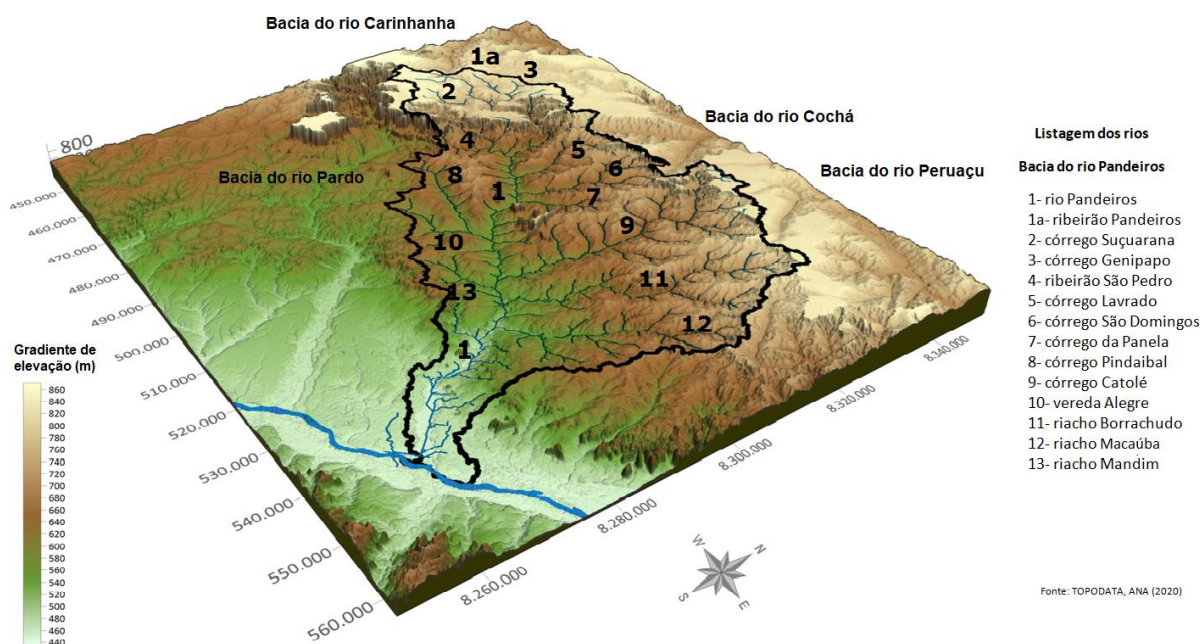 Bacia do rio Carinhanha
1a
3
2
Bacia do rio Cochá
800
4
5
Bacia do rio Peruaçu
6
8
Bacia do rio Pardo
1
7
9
10
11
13
12
1
450.000
460.000
470.000
480.000
490.000
500.000
510.000
520.000
530.000
540.000
550.000
560.000
8.260.000
8.280.000
8.300.000
8.320.000
8.340.000
Gradiente de
elevação (m)
860
840
820
800
780
760
740
720
700
680
660
640
620
600
580
560
540
520
500
480
460
440
W
N
S
E
Listagem dos rios
Bacia do rio Pandeiros
1- rio Pandeiros
1a- ribeirão Pandeiros
2- córrego Suçuarana
3- córrego Genipapo
4- ribeirão São Pedro
5- córrego Lavrado
6- córrego São Domingos
7- córrego da Panela
8- córrego Pindaibal
9- córrego Catolé
10- vereda Alegre
11- riacho Borrachudo
12- riacho Macaúba
13- riacho Mandim
Fonte: TOPODATA, ANA (2020)